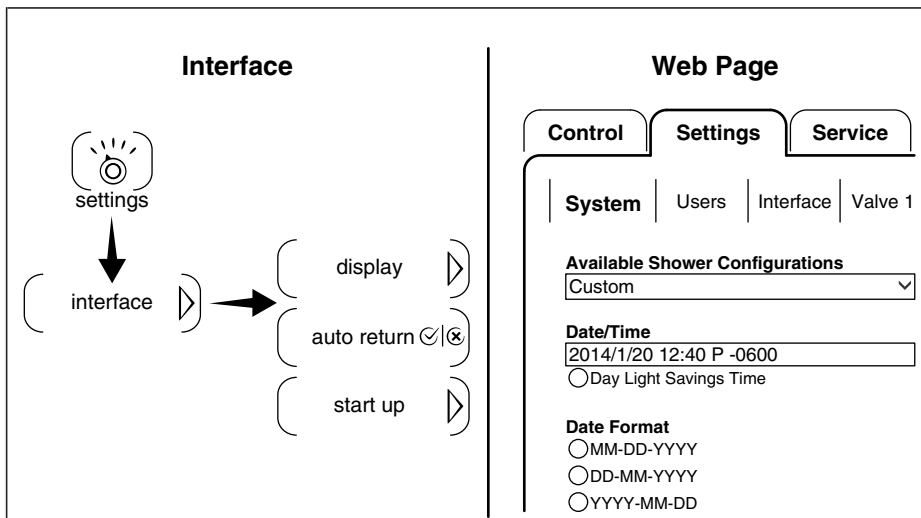 Interface
settings
interface
display
auto return
start up
Web Page
Control
Settings
Service
System
Users
Interface
Valve 1
Available Shower Configurations
Custom
Date/Time
2014/1/20 12:40 P -0600
Day Light Savings Time
Date Format
MM-DD-YYYY
DD-MM-YYYY
YYYY-MM-DD